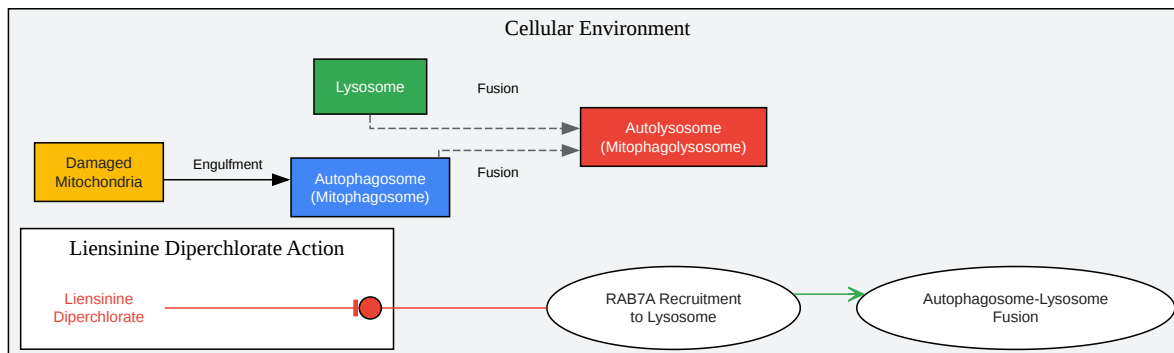 Cellular Environment
Lysosome
Fusion
Autolysosome
(Mitophagolysosome)
Damaged
Mitochondria
Engulfment
Autophagosome
(Mitophagosome)
Fusion
Liensinine Diperchlorate Action
Liensinine
Diperchlorate
RAB7A Recruitment
to Lysosome
Autophagosome-Lysosome
Fusion